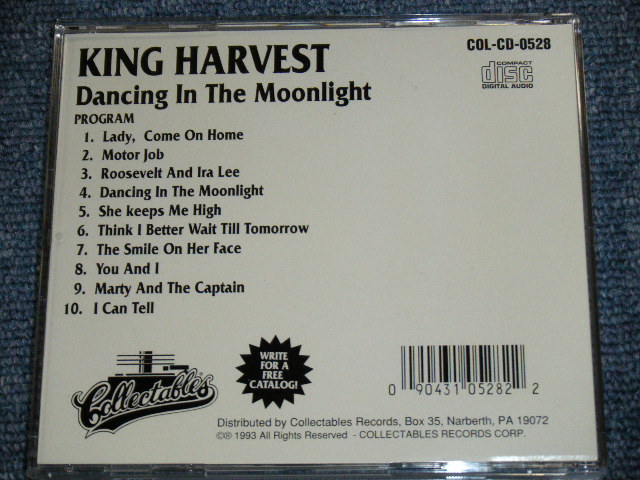 KING HARVEST
COL-CD-0528
COMPACT
disc
DIGITAL AUDIO
Dancing In The Moonlight
PROGRAM
1. Lady, Come On Home
2. Motor Job
3. Roosevelt And Ira Lee
4. Dancing In The Moonlight
5. She keeps Me High
6. Think I Better Wait Till Tomorrow
7. The Smile On Her Face
8. You And I
9. Marty And The Captain
10. I Can Tell
Collectables
WRITE
FOR A
FREE
CATALOG!
0 90431 05282 2
Distributed by Collectables Records, Box 35, Narberth, PA 19072
©℗ 1993 All Rights Reserved - COLLECTABLES RECORDS CORP.